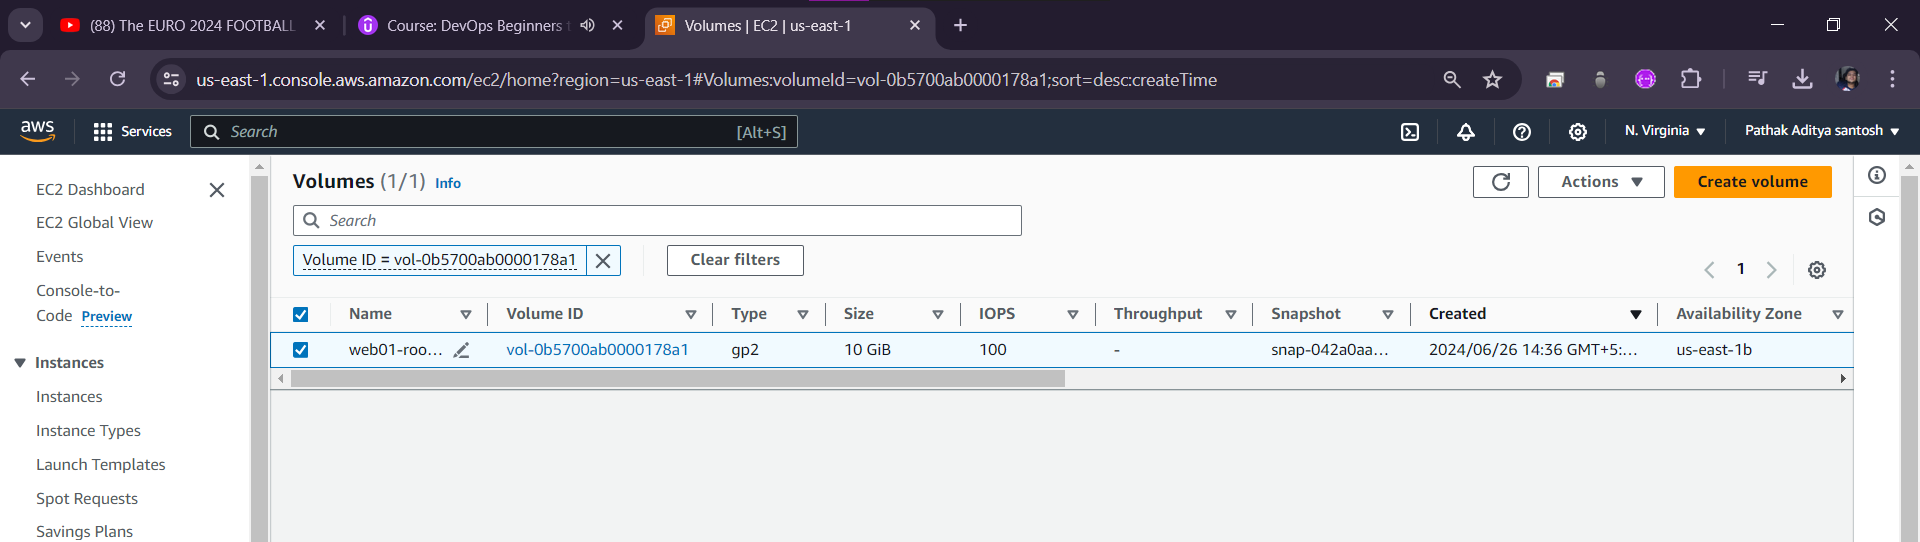 (88) The EURO 2024 FOOTBALL
Course: DevOps Beginners t
Volumes | EC2 | us-east-1
us-east-1.console.aws.amazon.com/ec2/home?region=us-east-1#Volumes:volumeId=vol-0b5700ab0000178a1;sort=desc:createTime
aws
Services
Search
[Alt+S]
N. Virginia
Pathak Aditya santosh
EC2 Dashboard
EC2 Global View
Events
Console-to-
Code Preview
Instances
Instances
Instance Types
Launch Templates
Spot Requests
Savings Plans
Volumes (1/1) Info
Actions
Create volume
Search
Volume ID = vol-0b5700ab0000178a1
Clear filters
1
Name Volume ID Type Size IOPS Throughput Snapshot Created Availability Zone
web01-roo... vol-0b5700ab0000178a1 gp2 10 GiB 100 - snap-042a0aa... 2024/06/26 14:36 GMT+5:... us-east-1b